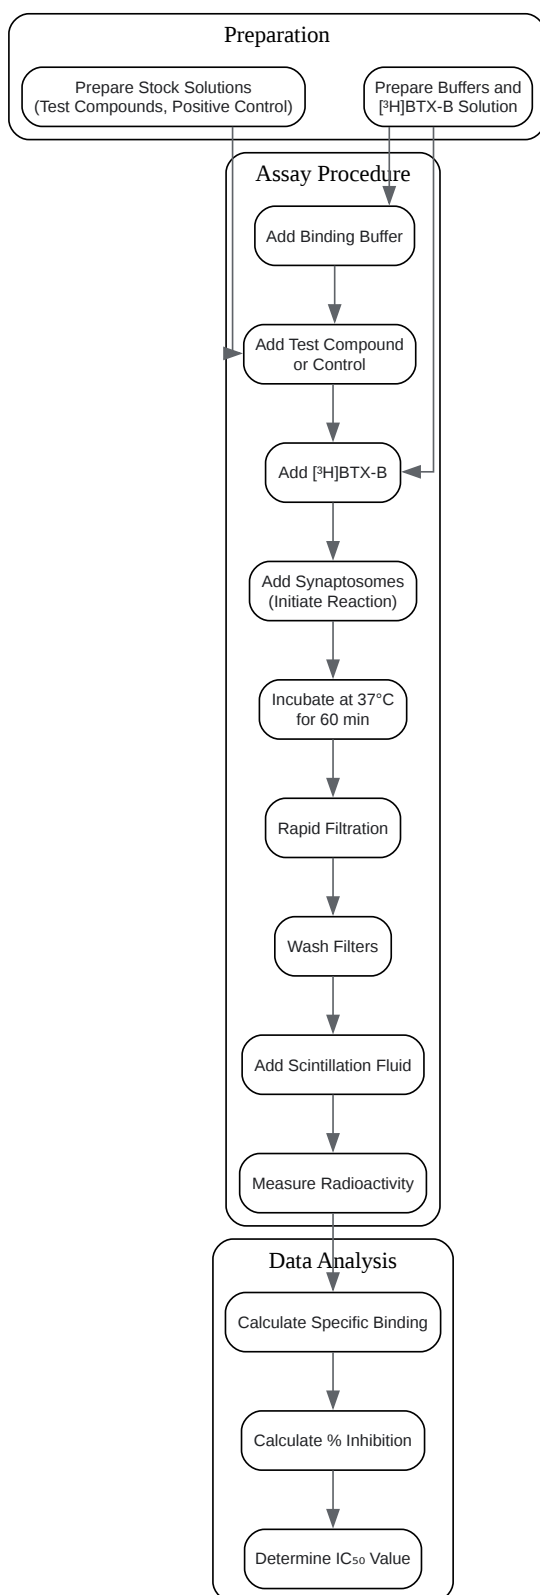 Preparation
Prepare Stock Solutions
(Test Compounds, Positive Control)
Prepare Buffers and
[³H]BTX-B Solution
Assay Procedure
Add Binding Buffer
Add Test Compound
or Control
Add [³H]BTX-B
Add Synaptosomes
(Initiate Reaction)
Incubate at 37°C
for 60 min
Rapid Filtration
Wash Filters
Add Scintillation Fluid
Measure Radioactivity
Data Analysis
Calculate Specific Binding
Calculate % Inhibition
Determine IC₅₀ Value